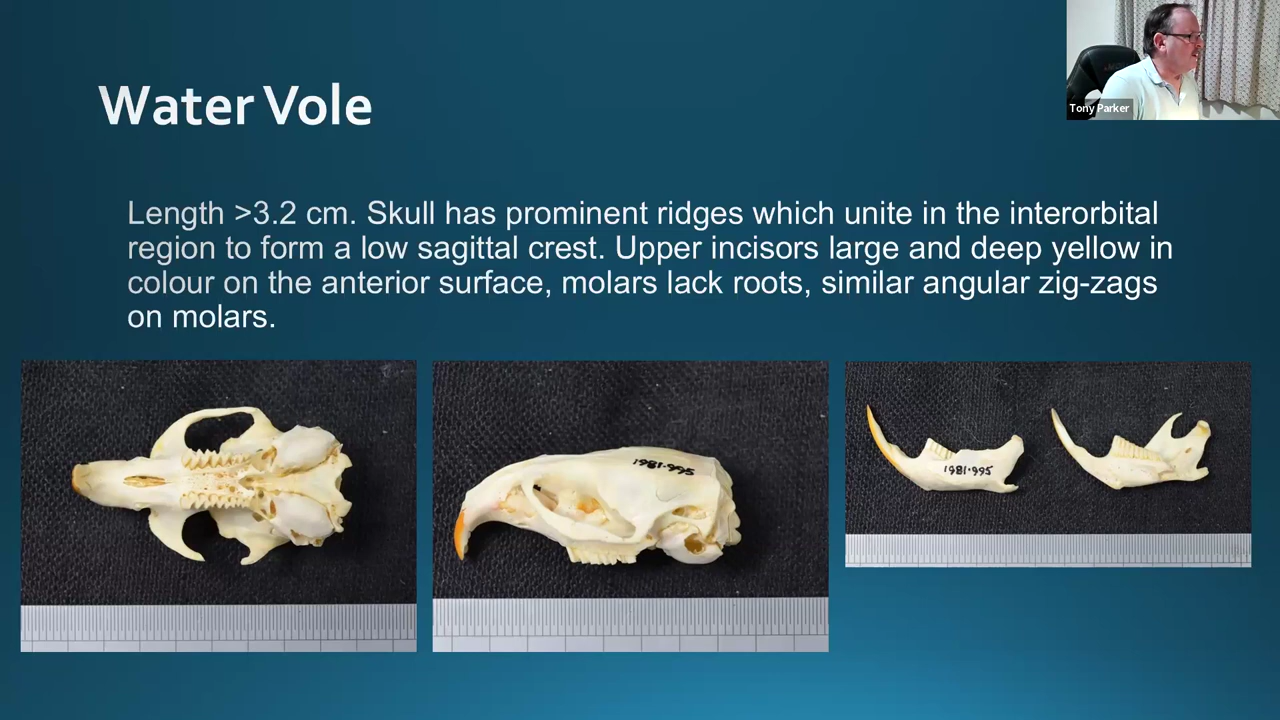 Tony Parker
Water Vole
Length >3.2 cm. Skull has prominent ridges which unite in the interorbital
region to form a low sagittal crest. Upper incisors large and deep yellow in
colour on the anterior surface, molars lack roots, similar angular zig-zags
on molars.
1981.995
1981.995